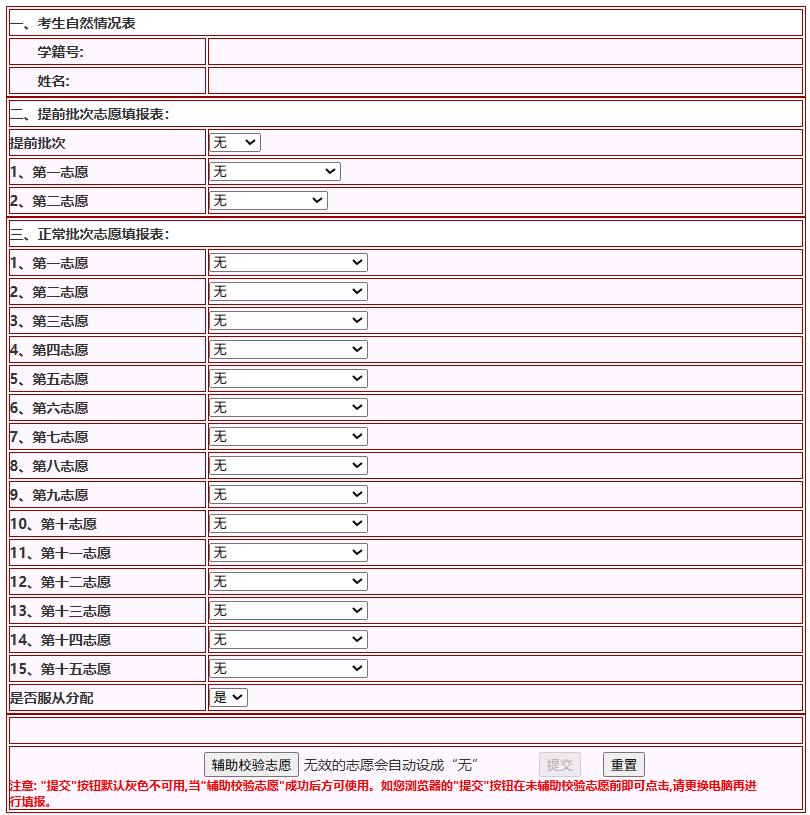 一、考生自然情况表
学籍号:
姓名:
二、提前批次志愿填报表:
提前批次 无
1、第一志愿 无
2、第二志愿 无
三、正常批次志愿填报表:
1、第一志愿 无
2、第二志愿 无
3、第三志愿 无
4、第四志愿 无
5、第五志愿 无
6、第六志愿 无
7、第七志愿 无
8、第八志愿 无
9、第九志愿 无
10、第十志愿 无
11、第十一志愿 无
12、第十二志愿 无
13、第十三志愿 无
14、第十四志愿 无
15、第十五志愿 无
是否服从分配 是
辅助校验志愿 无效的志愿会自动设成“无” 提交 重置
注意: "提交"按钮默认灰色不可用,当"辅助校验志愿"成功后方可使用。如您浏览器的"提交"按钮在未辅助校验志愿前即可点击,请更换电脑再进
行填报。